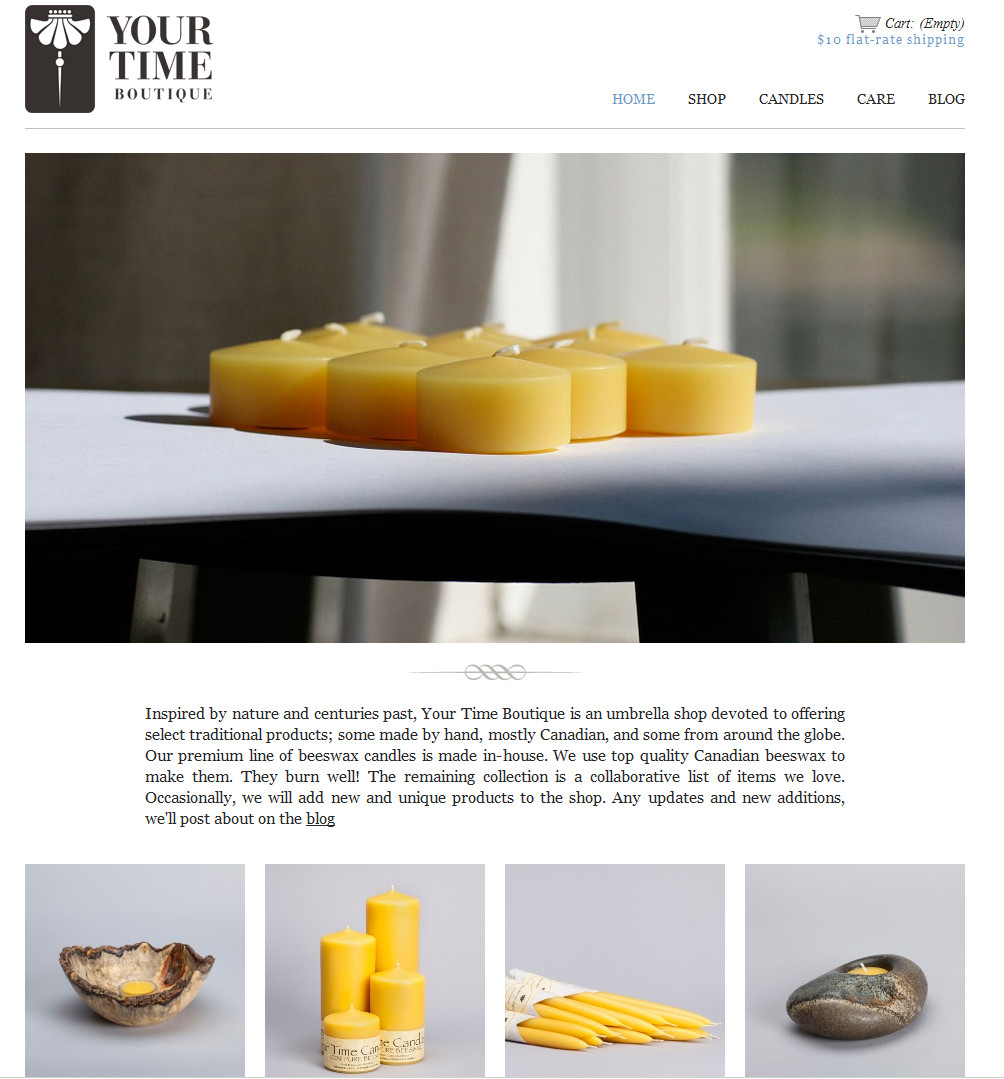 YOUR
TIME
BOUTIQUE
Cart: (Empty)
$10 flat-rate shipping
HOME SHOP CANDLES CARE BLOG
Inspired by nature and centuries past, Your Time Boutique is an umbrella shop devoted to offering
select traditional products; some made by hand, mostly Canadian, and some from around the globe.
Our premium line of beeswax candles is made in-house. We use top quality Canadian beeswax to
make them. They burn well! The remaining collection is a collaborative list of items we love.
Occasionally, we will add new and unique products to the shop. Any updates and new additions,
we'll post about on the blog
Time Can
PURE BEES